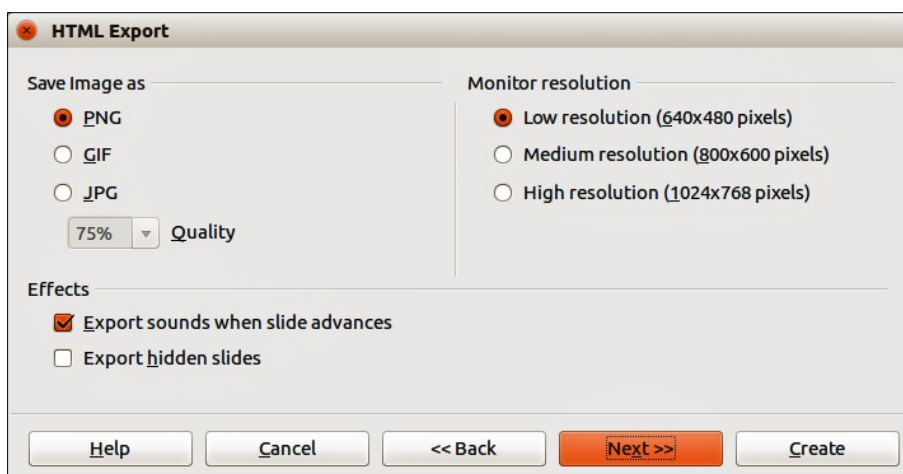 HTML Export
Save Image as
PNG
GIF
JPG
75% Quality
Monitor resolution
Low resolution (640x480 pixels)
Medium resolution (800x600 pixels)
High resolution (1024x768 pixels)
Effects
Export sounds when slide advances
Export hidden slides
Help Cancel << Back Next >> Create